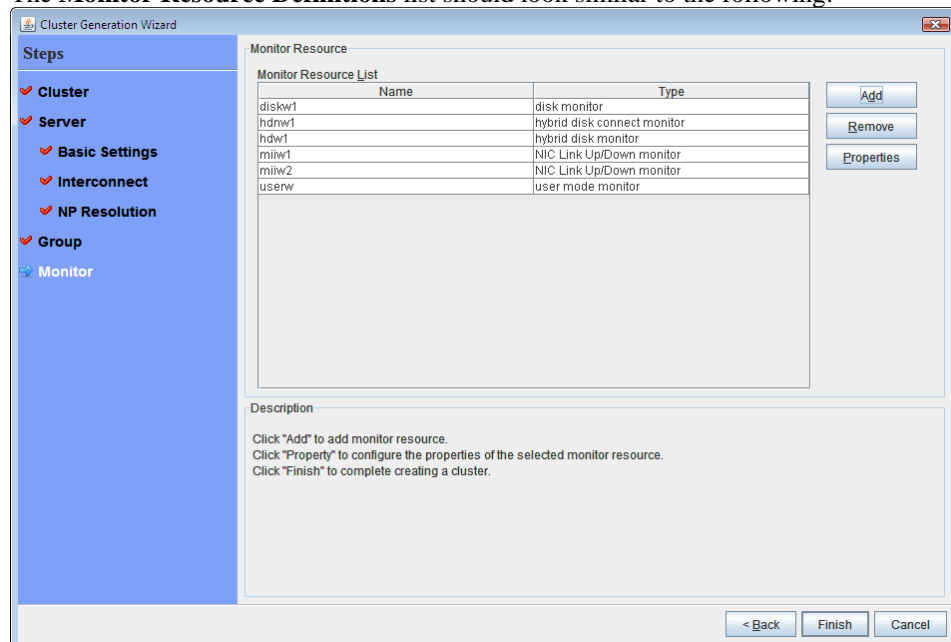 The Monitor Resource Definitions list should look similar to the following:
Cluster Generation Wizard
Steps
Cluster
Server
Basic Settings
Interconnect
NP Resolution
Group
Monitor
Monitor Resource
Monitor Resource List
Name Type
diskw1 disk monitor
hdnw1 hybrid disk connect monitor
hdw1 hybrid disk monitor
miiw1 NIC Link Up/Down monitor
miiw2 NIC Link Up/Down monitor
userw user mode monitor
Add
Remove
Properties
Description
Click "Add" to add monitor resource.
Click "Property" to configure the properties of the selected monitor resource.
Click "Finish" to complete creating a cluster.
< Back Finish Cancel